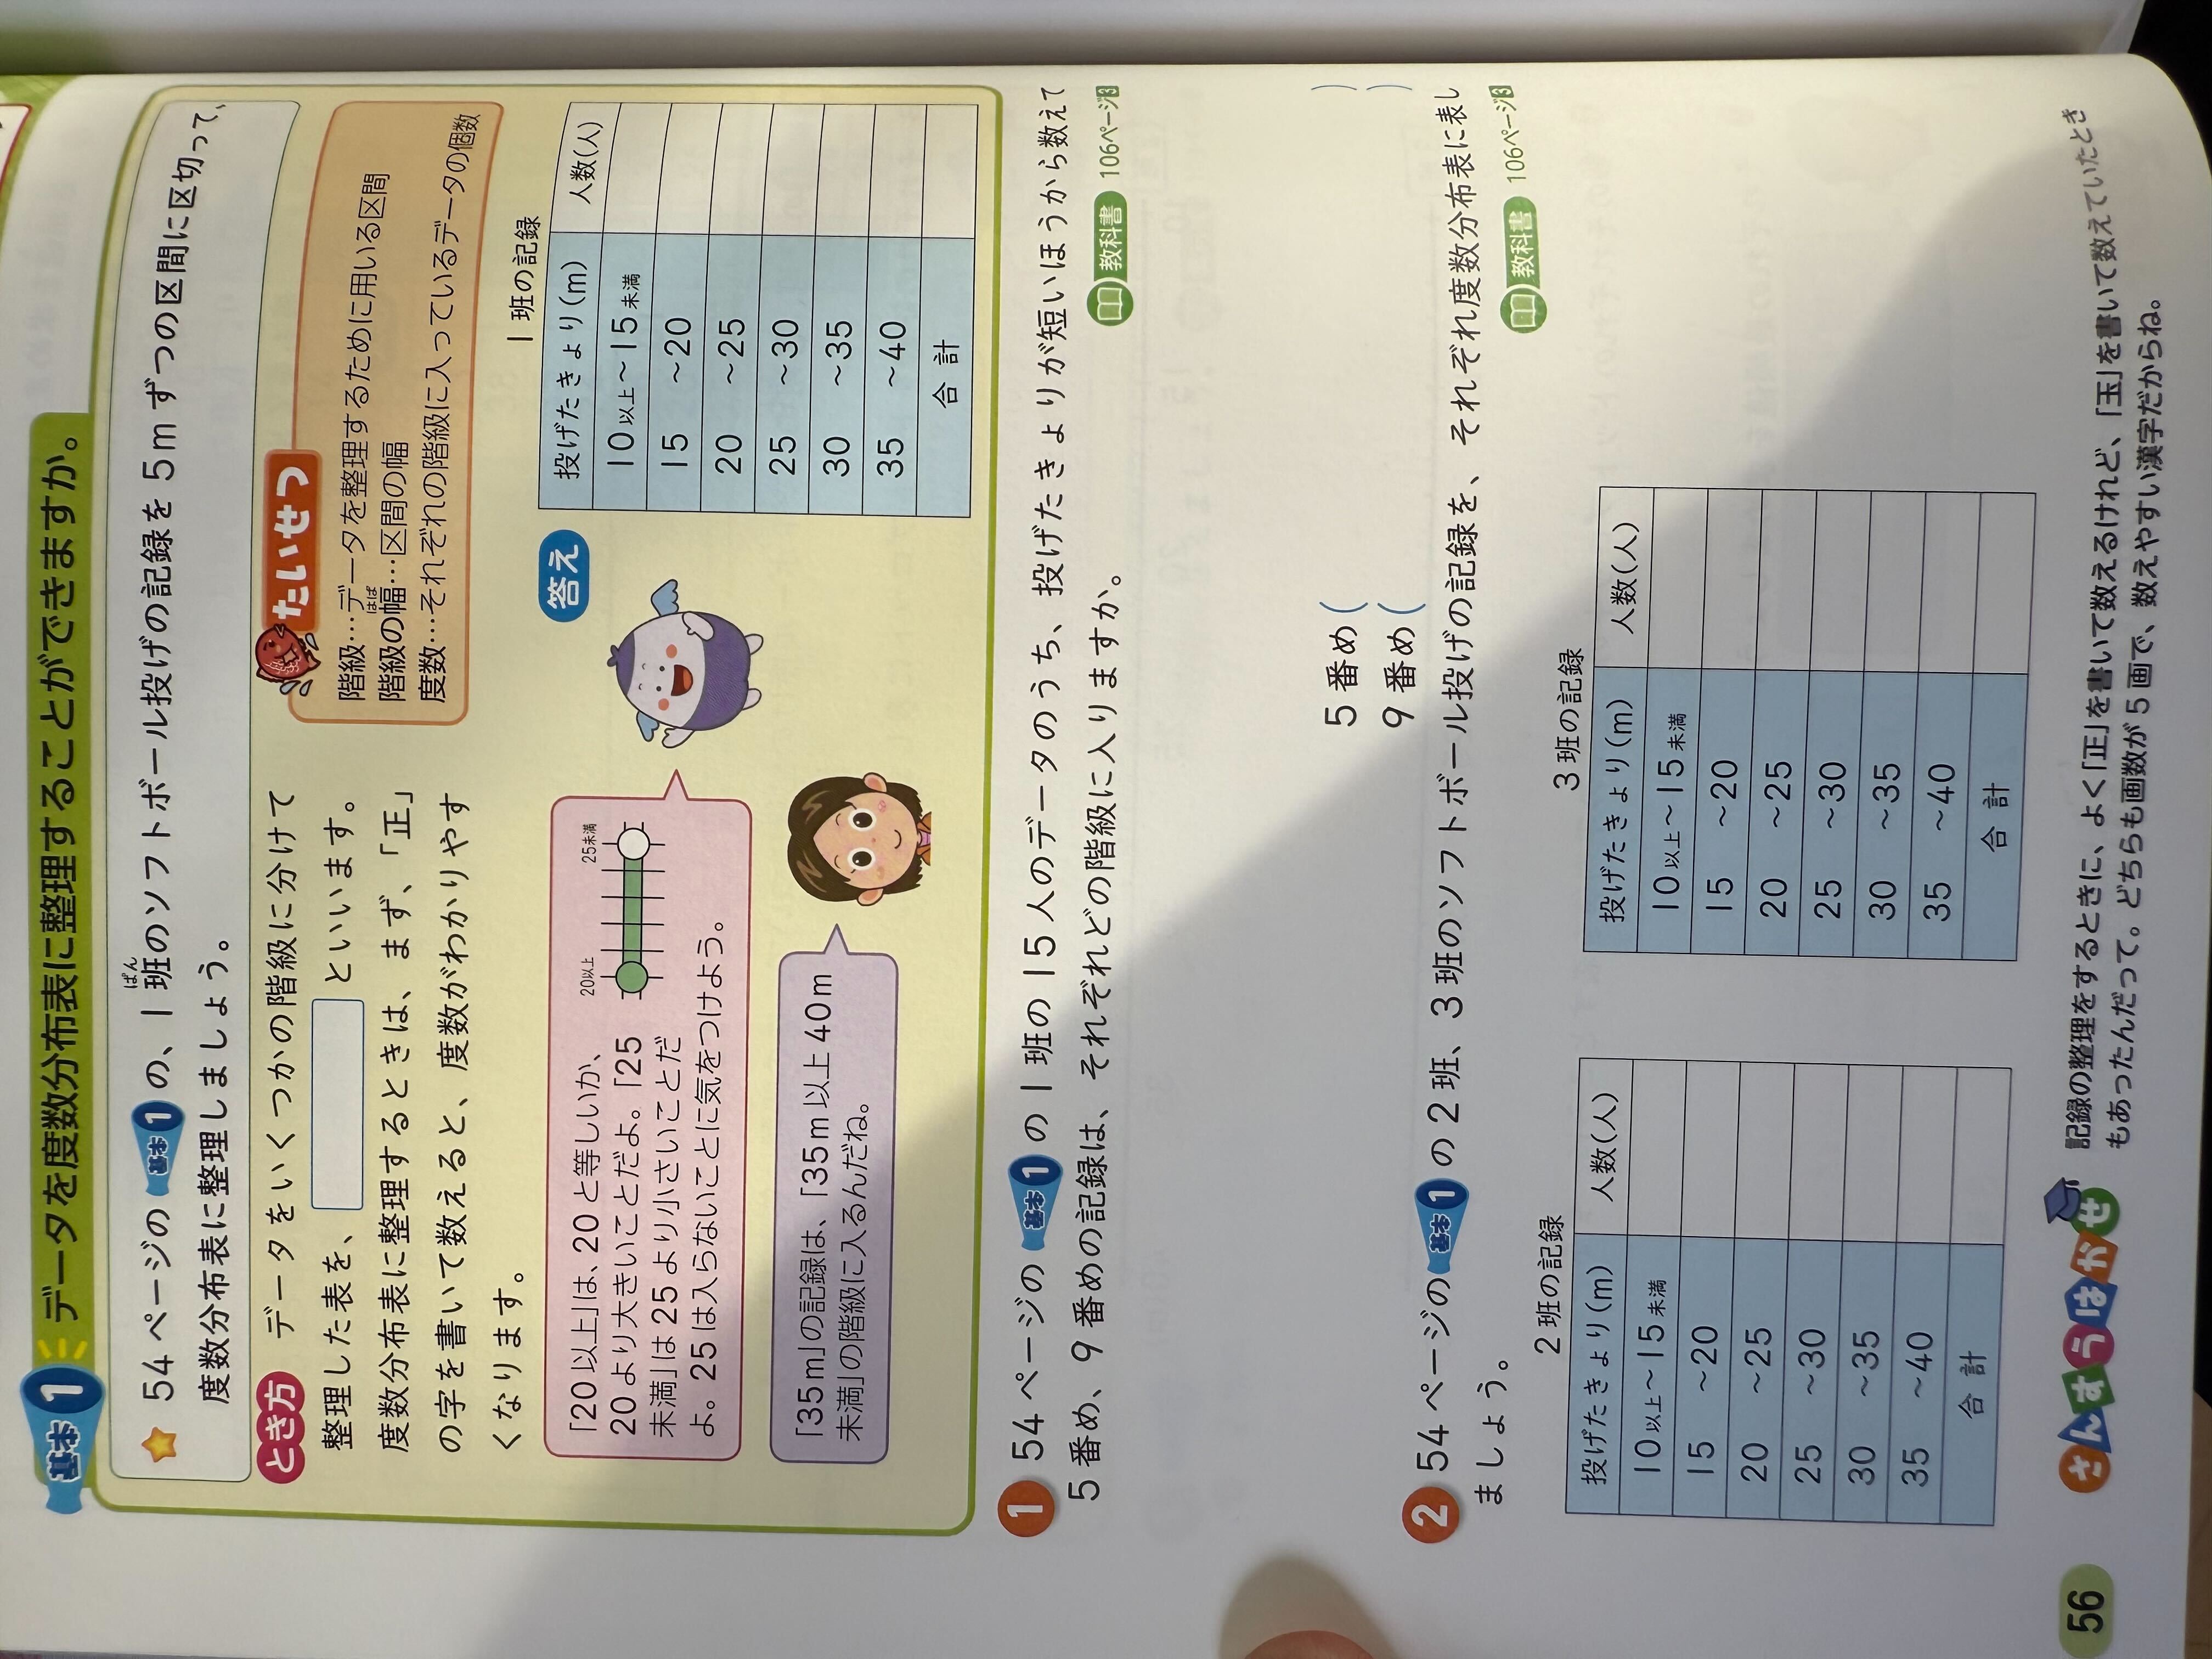 基本1 データを度数分布表に整理することができますか。
54ページの基本1の、1班のソフトボール投げの記録を5mずつの区間に区切って、
ぱん
度数分布表に整理しましょう。
とき方 データをいくつかの階級に分けて
整理した表を、 といいます。
度数分布表に整理するときは、まず、「正」
の字を書いて数えると、度数がわかりやす
くなります。
たいせつ
階級…データを整理するために用いる区間
はば
階級の幅…区間の幅
度数…それぞれの階級に入っているデータの個数
「20以上」は、20と等しいか、
20より大きいことだよ。「25
未満」は25より小さいことだ
よ。25は入らないことに気をつけよう。
20以上 25未満
「35m」の記録は、「35m以上40m
未満」の階級に入るんだね。
答え
1班の記録
投げたきょり(m) 人数(人)
10以上～15未満
15 ～20
20 ～25
25 ～30
30 ～35
35 ～40
合計
1 54ページの基本1の1班の15人のデータのうち、投げたきょりが短いほうから数えて
5番め、9番めの記録は、それぞれどの階級に入りますか。
教科書 106ページ3
5番め( )
9番め( )
2 54ページの基本1の2班、3班のソフトボール投げの記録を、それぞれ度数分布表に表し
ましょう。
教科書 106ページ3
2班の記録
投げたきょり(m) 人数(人)
10以上～15未満
15 ～20
20 ～25
25 ～30
30 ～35
35 ～40
合計
3班の記録
投げたきょり(m) 人数(人)
10以上～15未満
15 ～20
20 ～25
25 ～30
30 ～35
35 ～40
合計
さんすうはかせ
記録の整理をするときに、よく「正」を書いて数えるけれど、「玉」を書いて数えていたとき
もあったんだって。どちらも画数が5画で、数えやすい漢字だからね。
56